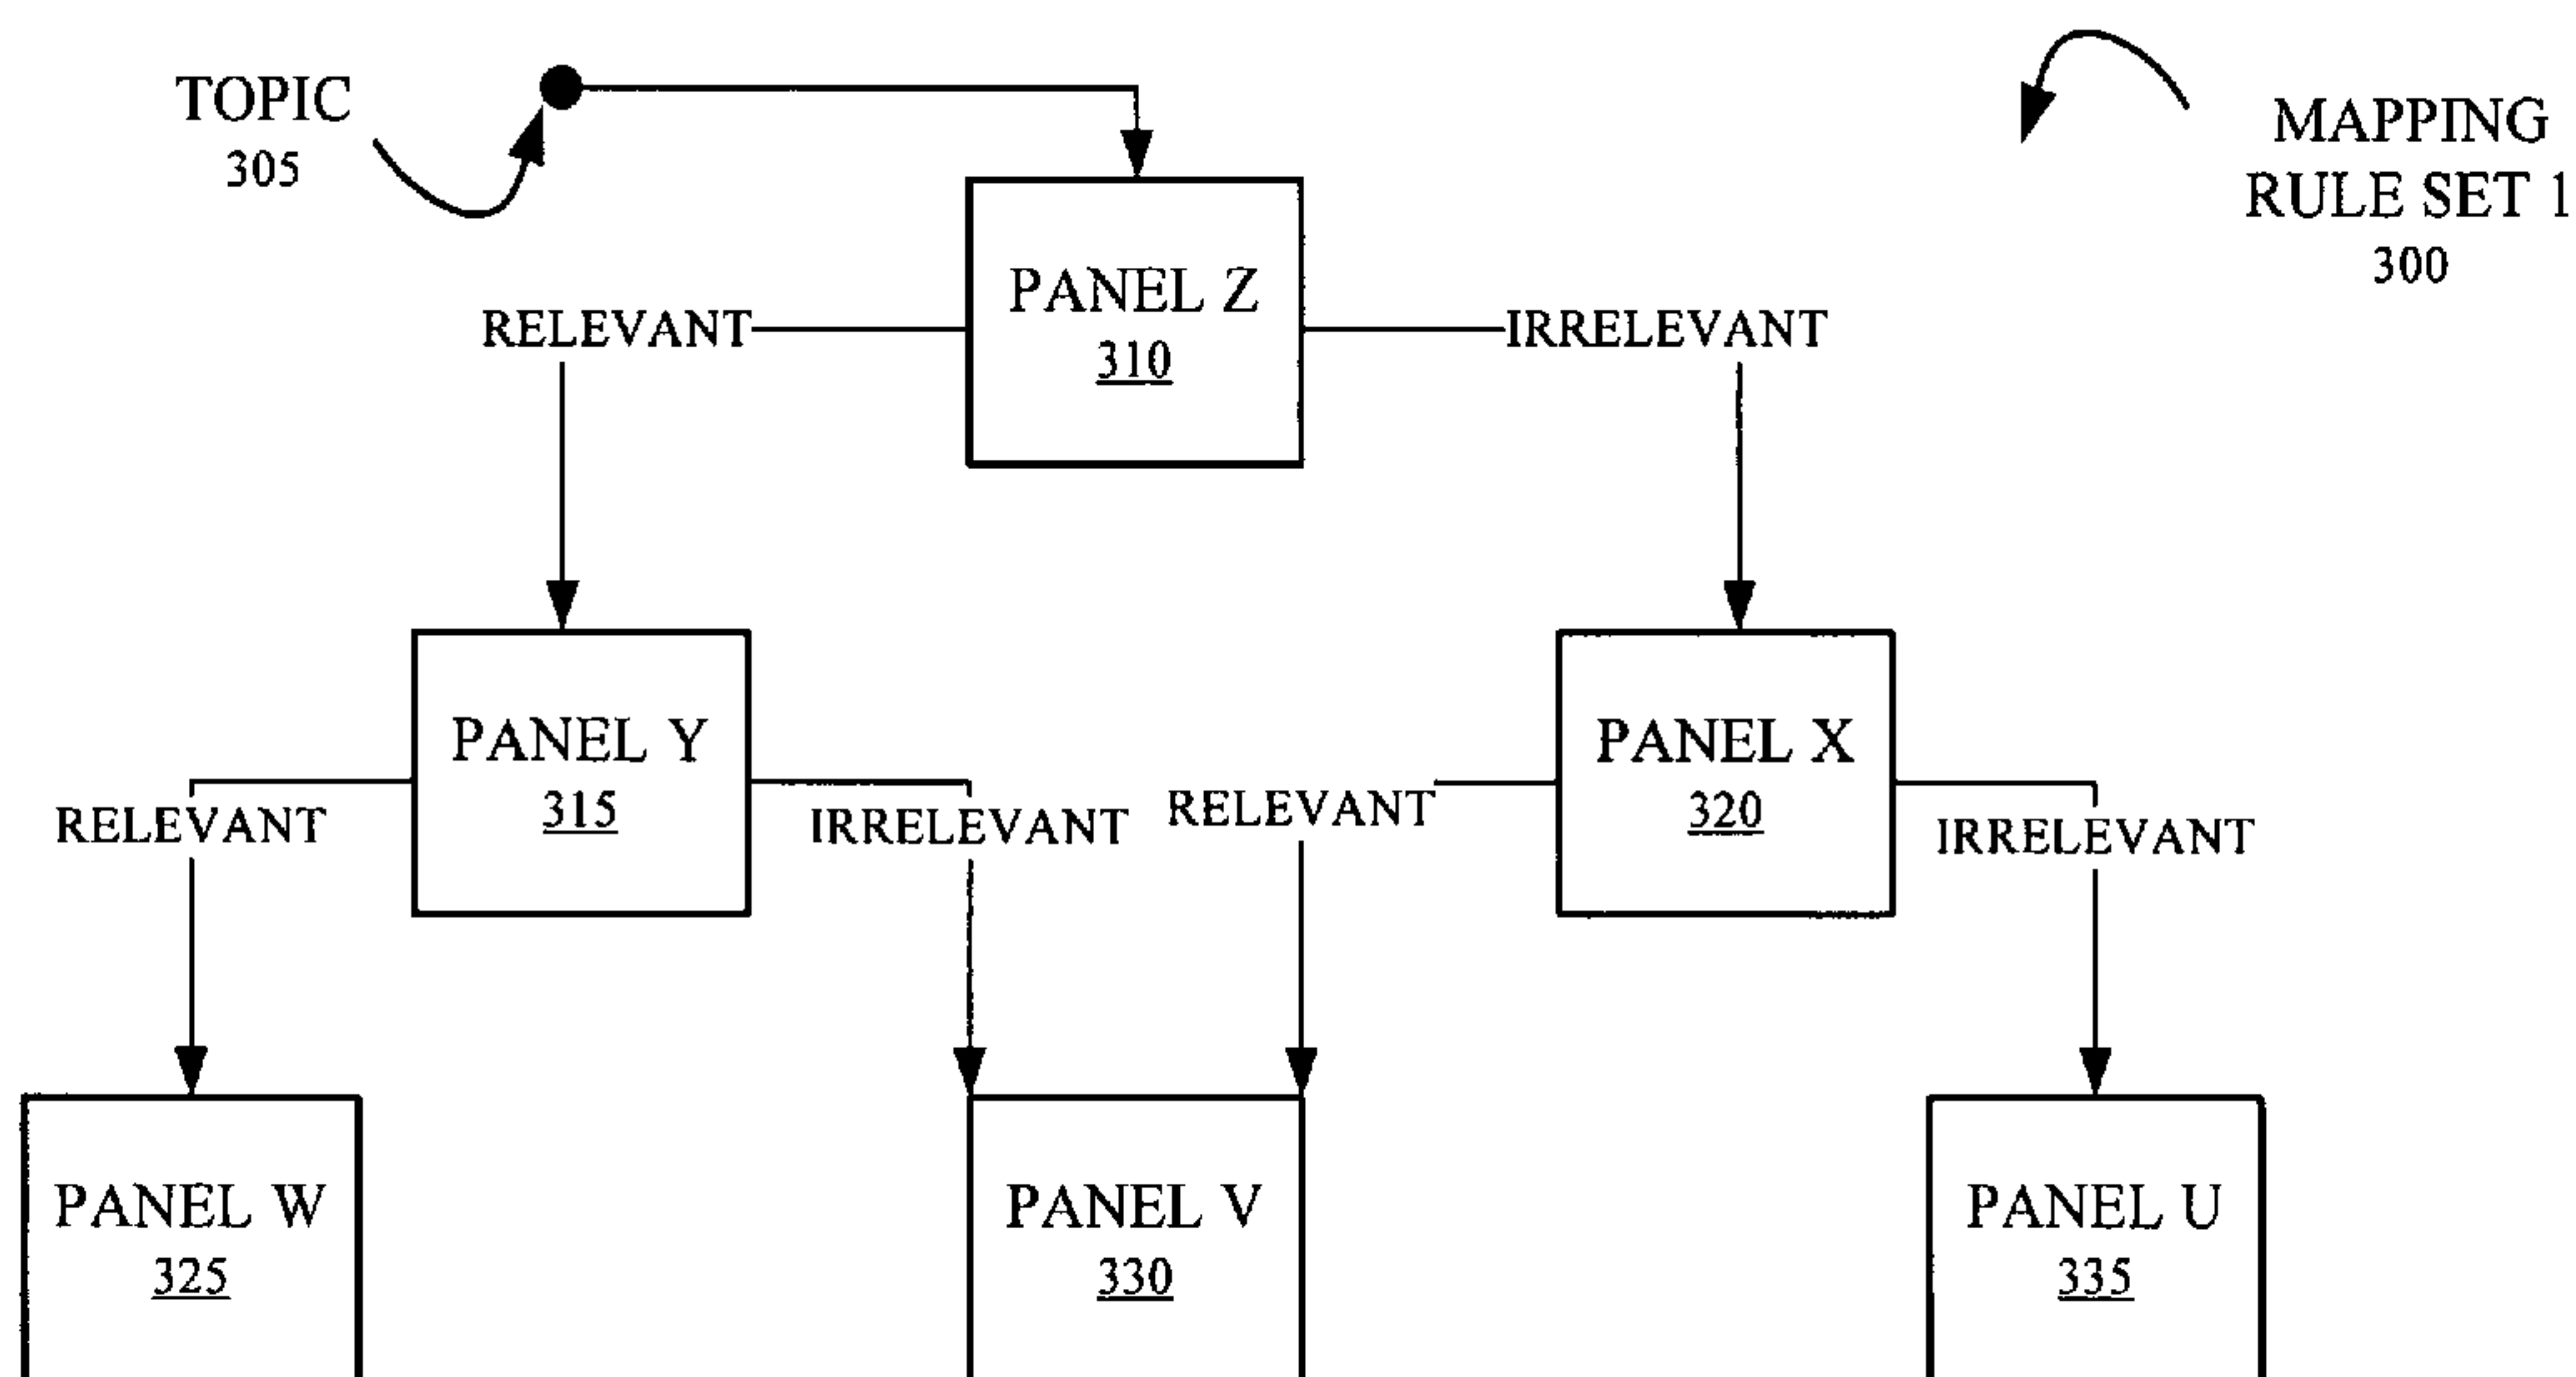 TOPIC
305
MAPPING
RULE SET 1
300
PANEL Z
310
RELEVANT
IRRELEVANT
PANEL Y
315
PANEL X
320
RELEVANT
IRRELEVANT
RELEVANT
IRRELEVANT
PANEL W
325
PANEL V
330
PANEL U
335